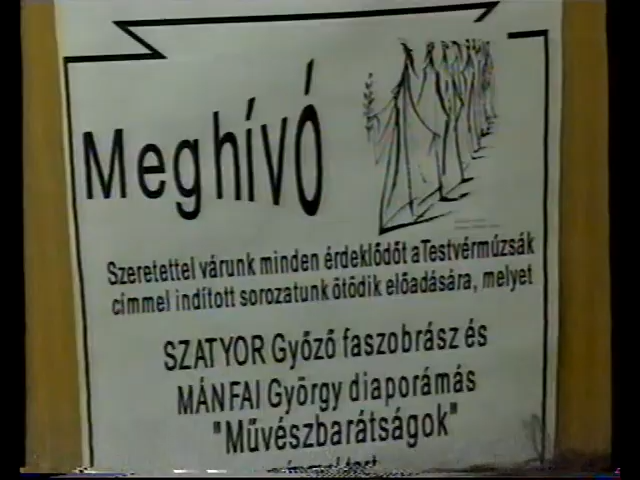 Meghívó
Szeretettel várunk minden érdeklődőt a Testvérmúzsák
címmel indított sorozatunk ötödik előadására, melyet
SZATYOR Győző faszobrász és
MÁNFAI György diaporámás
"Művészbarátságok"